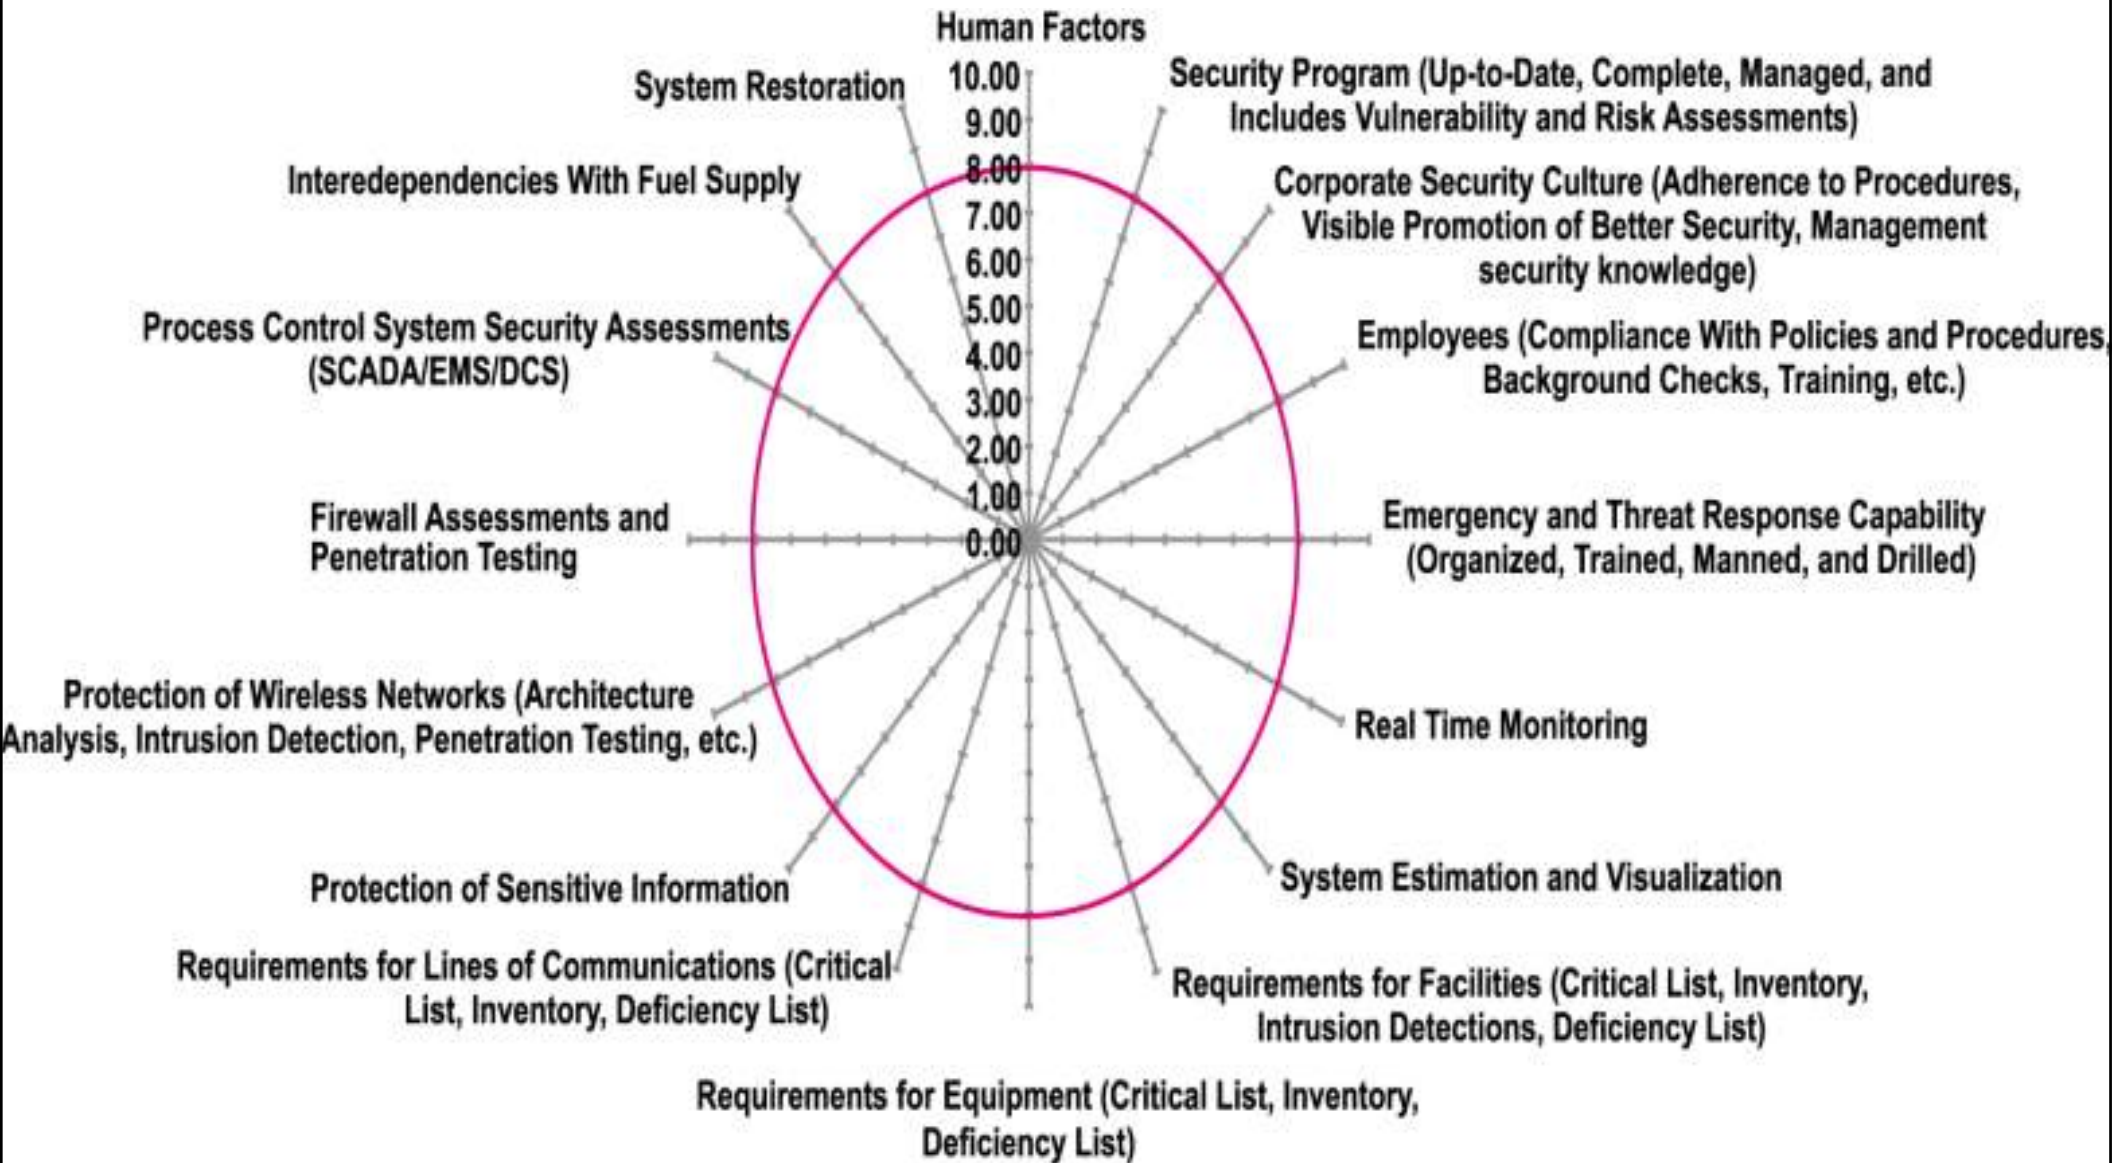 Human Factors
10.00
9.00
8.00
7.00
6.00
5.00
4.00
3.00
2.00
1.00
0.00
Security Program (Up-to-Date, Complete, Managed, and
Includes Vulnerability and Risk Assessments)
Corporate Security Culture (Adherence to Procedures,
Visible Promotion of Better Security, Management
security knowledge)
Employees (Compliance With Policies and Procedures,
Background Checks, Training, etc.)
Emergency and Threat Response Capability
(Organized, Trained, Manned, and Drilled)
Real Time Monitoring
System Estimation and Visualization
Requirements for Facilities (Critical List, Inventory,
Intrusion Detections, Deficiency List)
Requirements for Equipment (Critical List, Inventory,
Deficiency List)
Requirements for Lines of Communications (Critical
List, Inventory, Deficiency List)
Protection of Sensitive Information
Protection of Wireless Networks (Architecture
Analysis, Intrusion Detection, Penetration Testing, etc.)
Firewall Assessments and
Penetration Testing
Process Control System Security Assessments
(SCADA/EMS/DCS)
Interedependencies With Fuel Supply
System Restoration